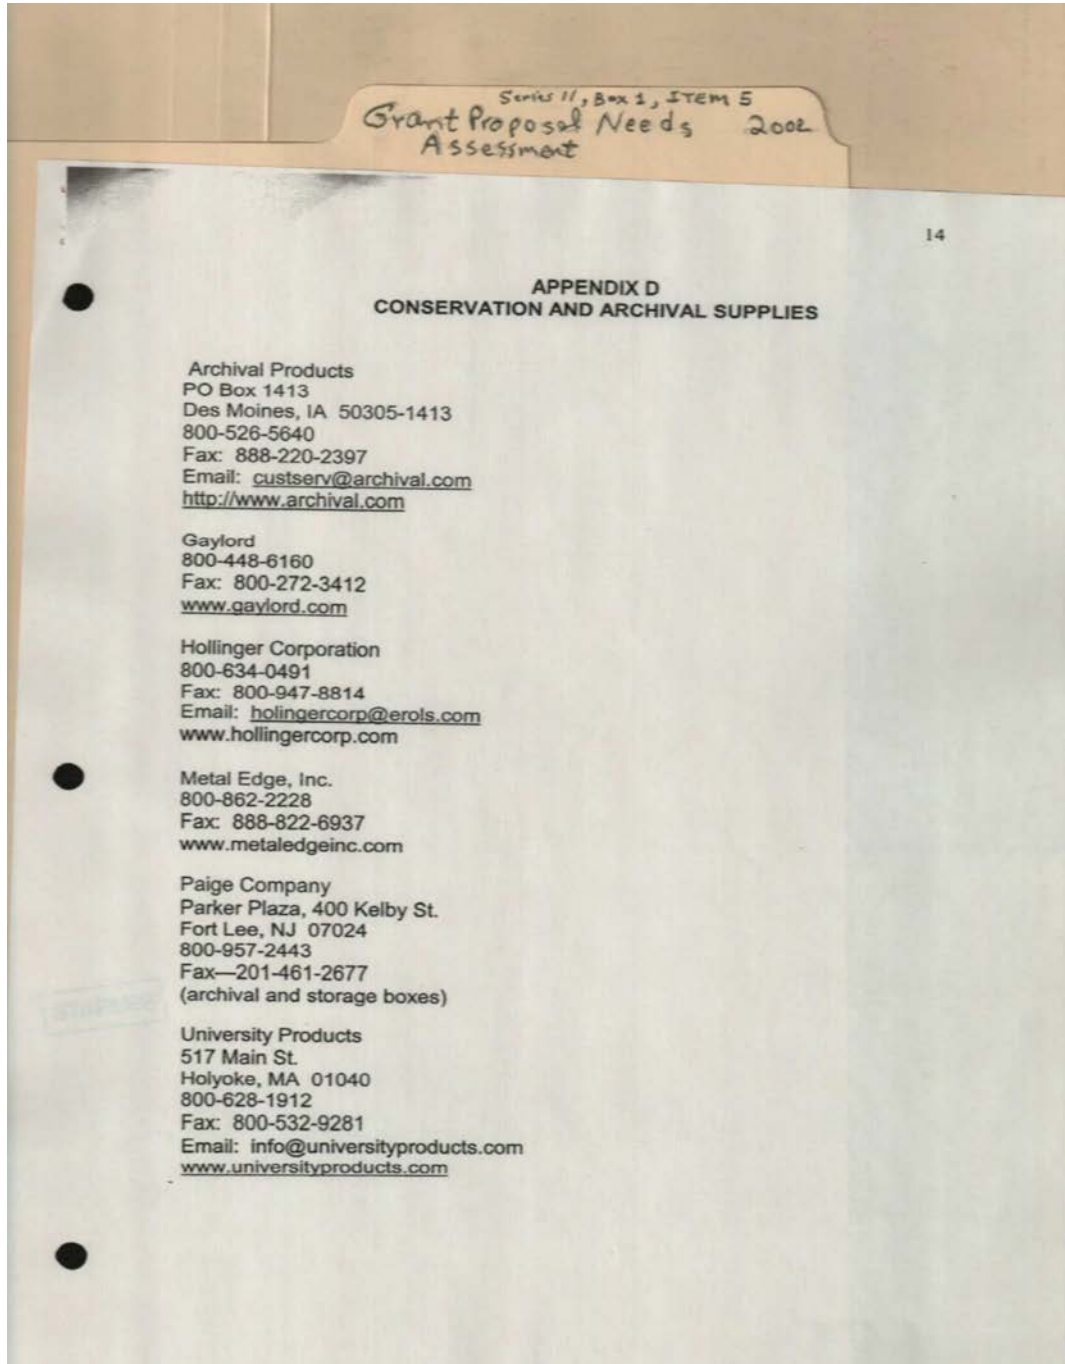 Series 11, Box 1, ITEM 5
Grant Proposal Needs 2002
Assessment
14
APPENDIX D
CONSERVATION AND ARCHIVAL SUPPLIES
Archival Products
PO Box 1413
Des Moines, IA 50305-1413
800-526-5640
Fax: 888-220-2397
Email: custserv@archival.com
http://www.archival.com
Gaylord
800-448-6160
Fax: 800-272-3412
www.gaylord.com
Hollinger Corporation
800-634-0491
Fax: 800-947-8814
Email: holingercorp@erols.com
www.hollingercorp.com
Metal Edge, Inc.
800-862-2228
Fax: 888-822-6937
www.metaledgeinc.com
Paige Company
Parker Plaza, 400 Kelby St.
Fort Lee, NJ 07024
800-957-2443
Fax—201-461-2677
(archival and storage boxes)
University Products
517 Main St.
Holyoke, MA 01040
800-628-1912
Fax: 800-532-9281
Email: info@universityproducts.com
www.universityproducts.com